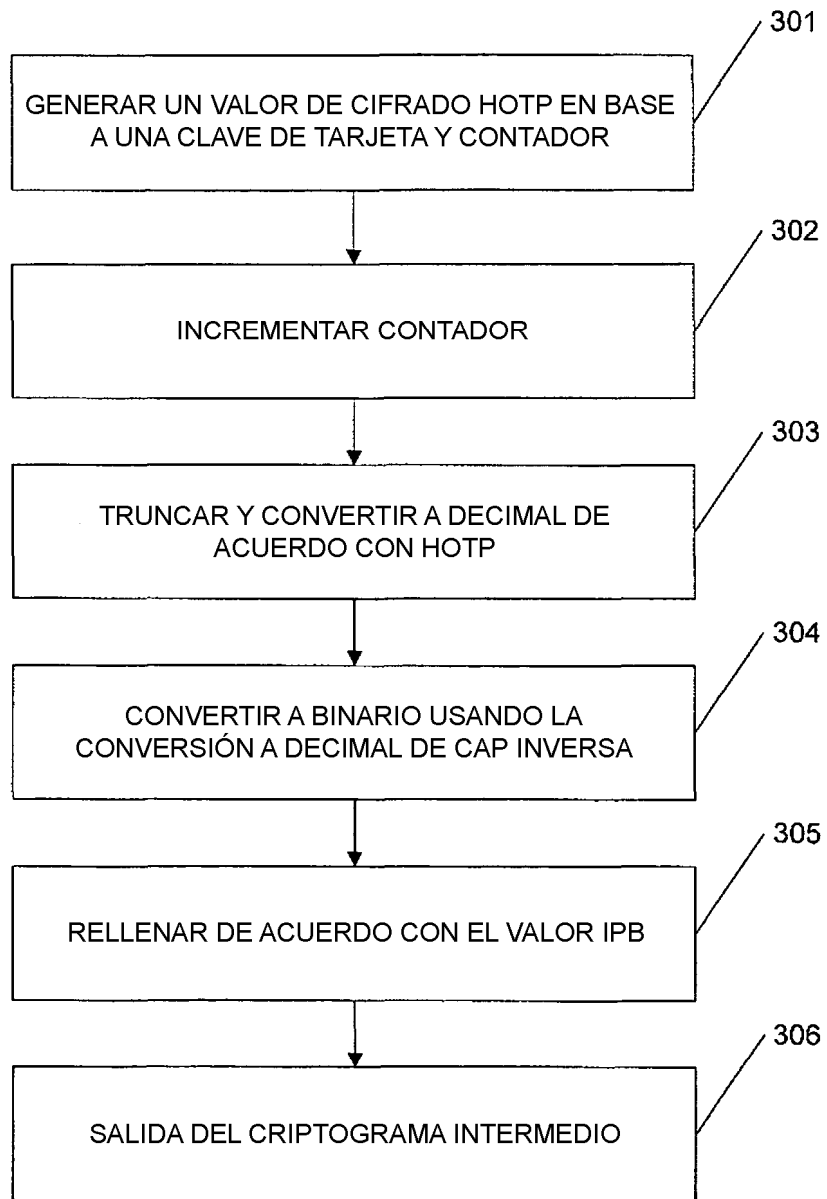 301
GENERAR UN VALOR DE CIFRADO HOTP EN BASE
A UNA CLAVE DE TARJETA Y CONTADOR
302
INCREMENTAR CONTADOR
303
TRUNCAR Y CONVERTIR A DECIMAL DE
ACUERDO CON HOTP
304
CONVERTIR A BINARIO USANDO LA
CONVERSIÓN A DECIMAL DE CAP INVERSA
305
RELLENAR DE ACUERDO CON EL VALOR IPB
306
SALIDA DEL CRIPTOGRAMA INTERMEDIO